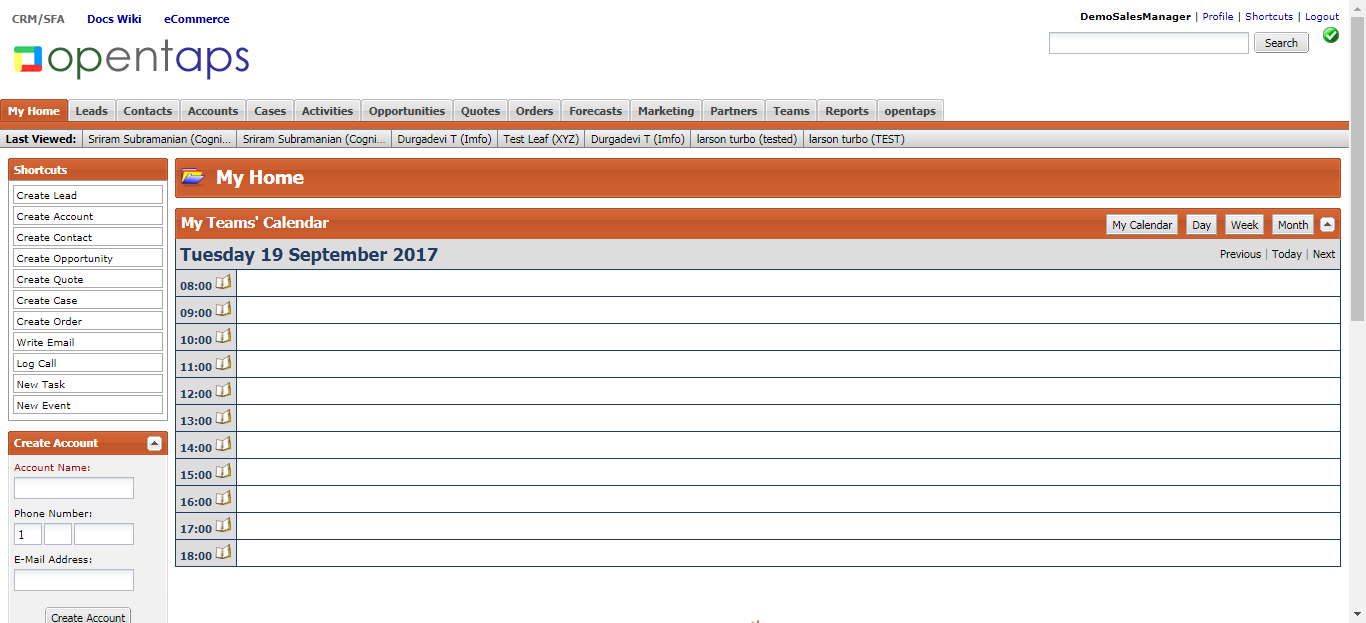 CRM/SFA Docs Wiki eCommerce
DemoSalesManager | Profile | Shortcuts | Logout
Search
opentaps
My Home Leads Contacts Accounts Cases Activities Opportunities Quotes Orders Forecasts Marketing Partners Teams Reports opentaps
Last Viewed: Sriram Subramanian (Cogni... Sriram Subramanian (Cogni... Durgadevi T (Imfo) Test Leaf (XYZ) Durgadevi T (Imfo) larson turbo (tested) larson turbo (TEST)
Shortcuts
Create Lead
Create Account
Create Contact
Create Opportunity
Create Quote
Create Case
Create Order
Write Email
Log Call
New Task
New Event
Create Account
Account Name:
Phone Number:
1
E-Mail Address:
Create Account
My Home
My Teams' Calendar My Calendar Day Week Month
Tuesday 19 September 2017 Previous | Today | Next
08:00
09:00
10:00
11:00
12:00
13:00
14:00
15:00
16:00
17:00
18:00